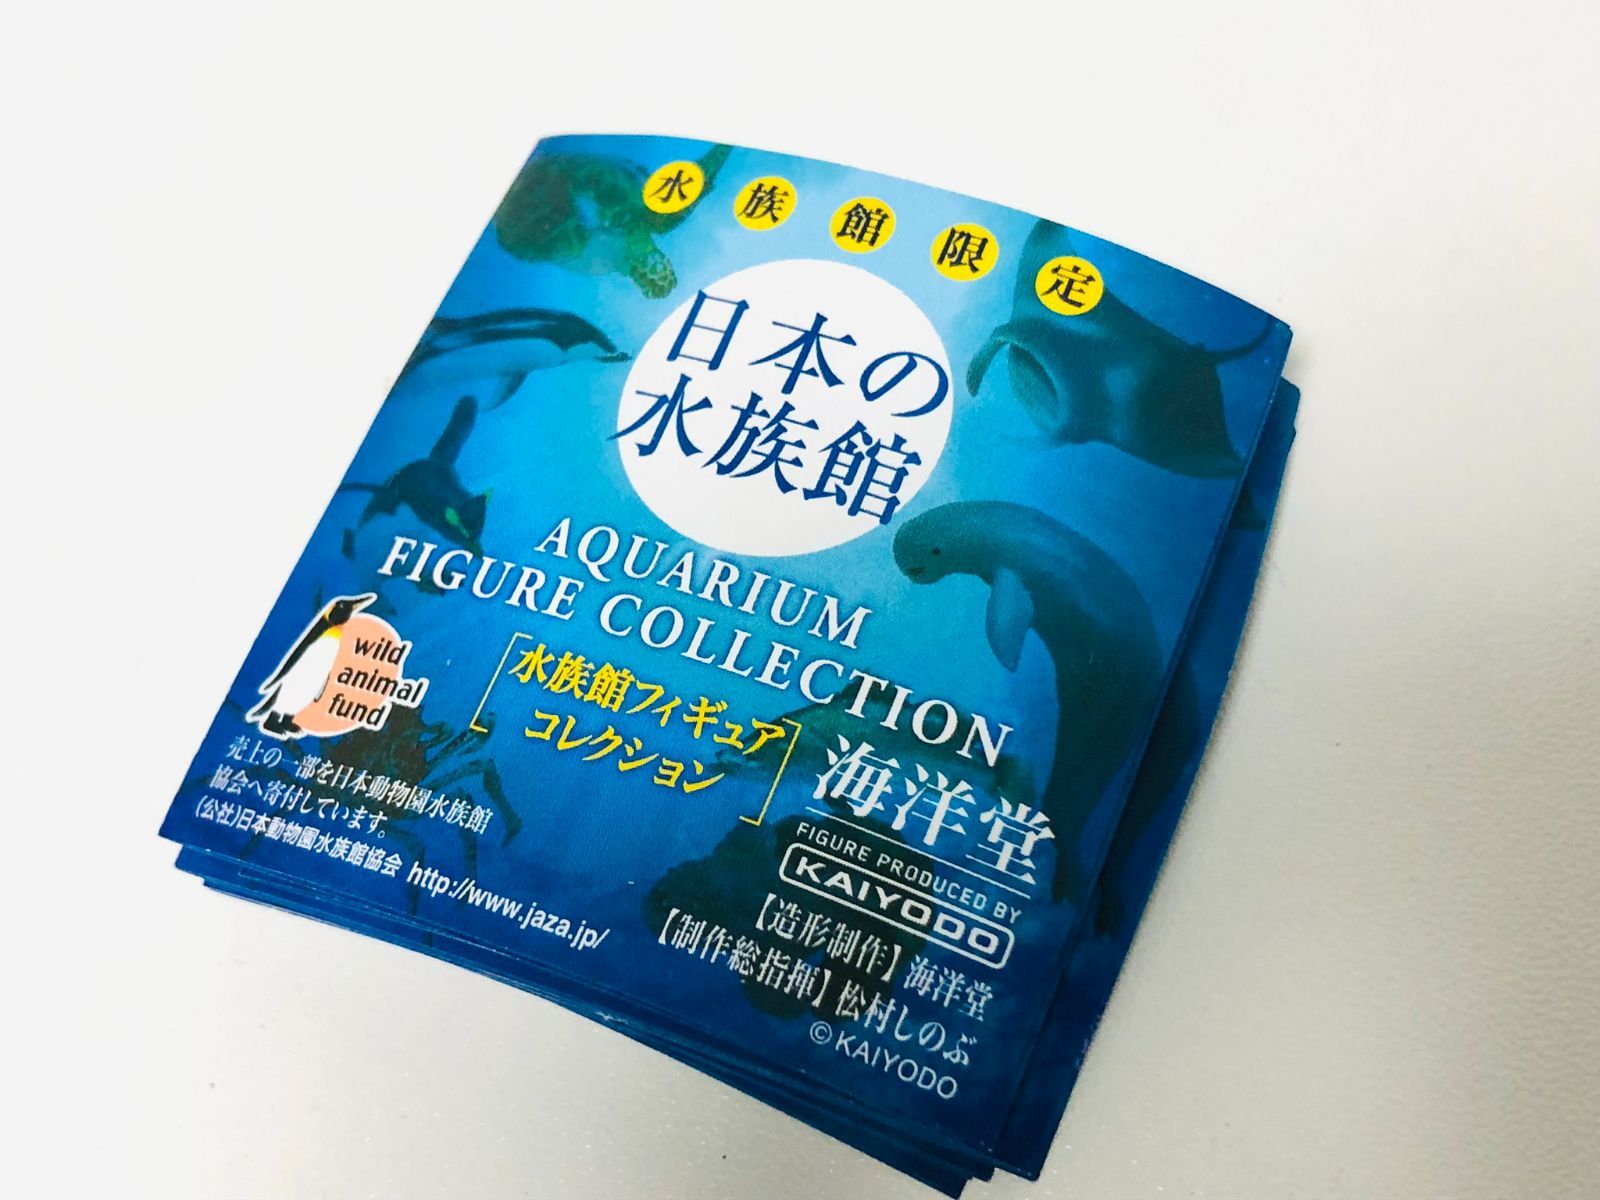 水族館限定
日本の
水族館
AQUARIUM
FIGURE COLLECTION
水族館フィギュア
コレクション
wild
animal
fund
売上の一部を日本動物園水族館
協会へ寄付しています。
(公社)日本動物園水族館協会 http://www.jaza.jp/
海洋堂
FIGURE PRODUCED BY
KAIYODO
【造形制作】海洋堂
【制作総指揮】松村しのぶ
©KAIYODO